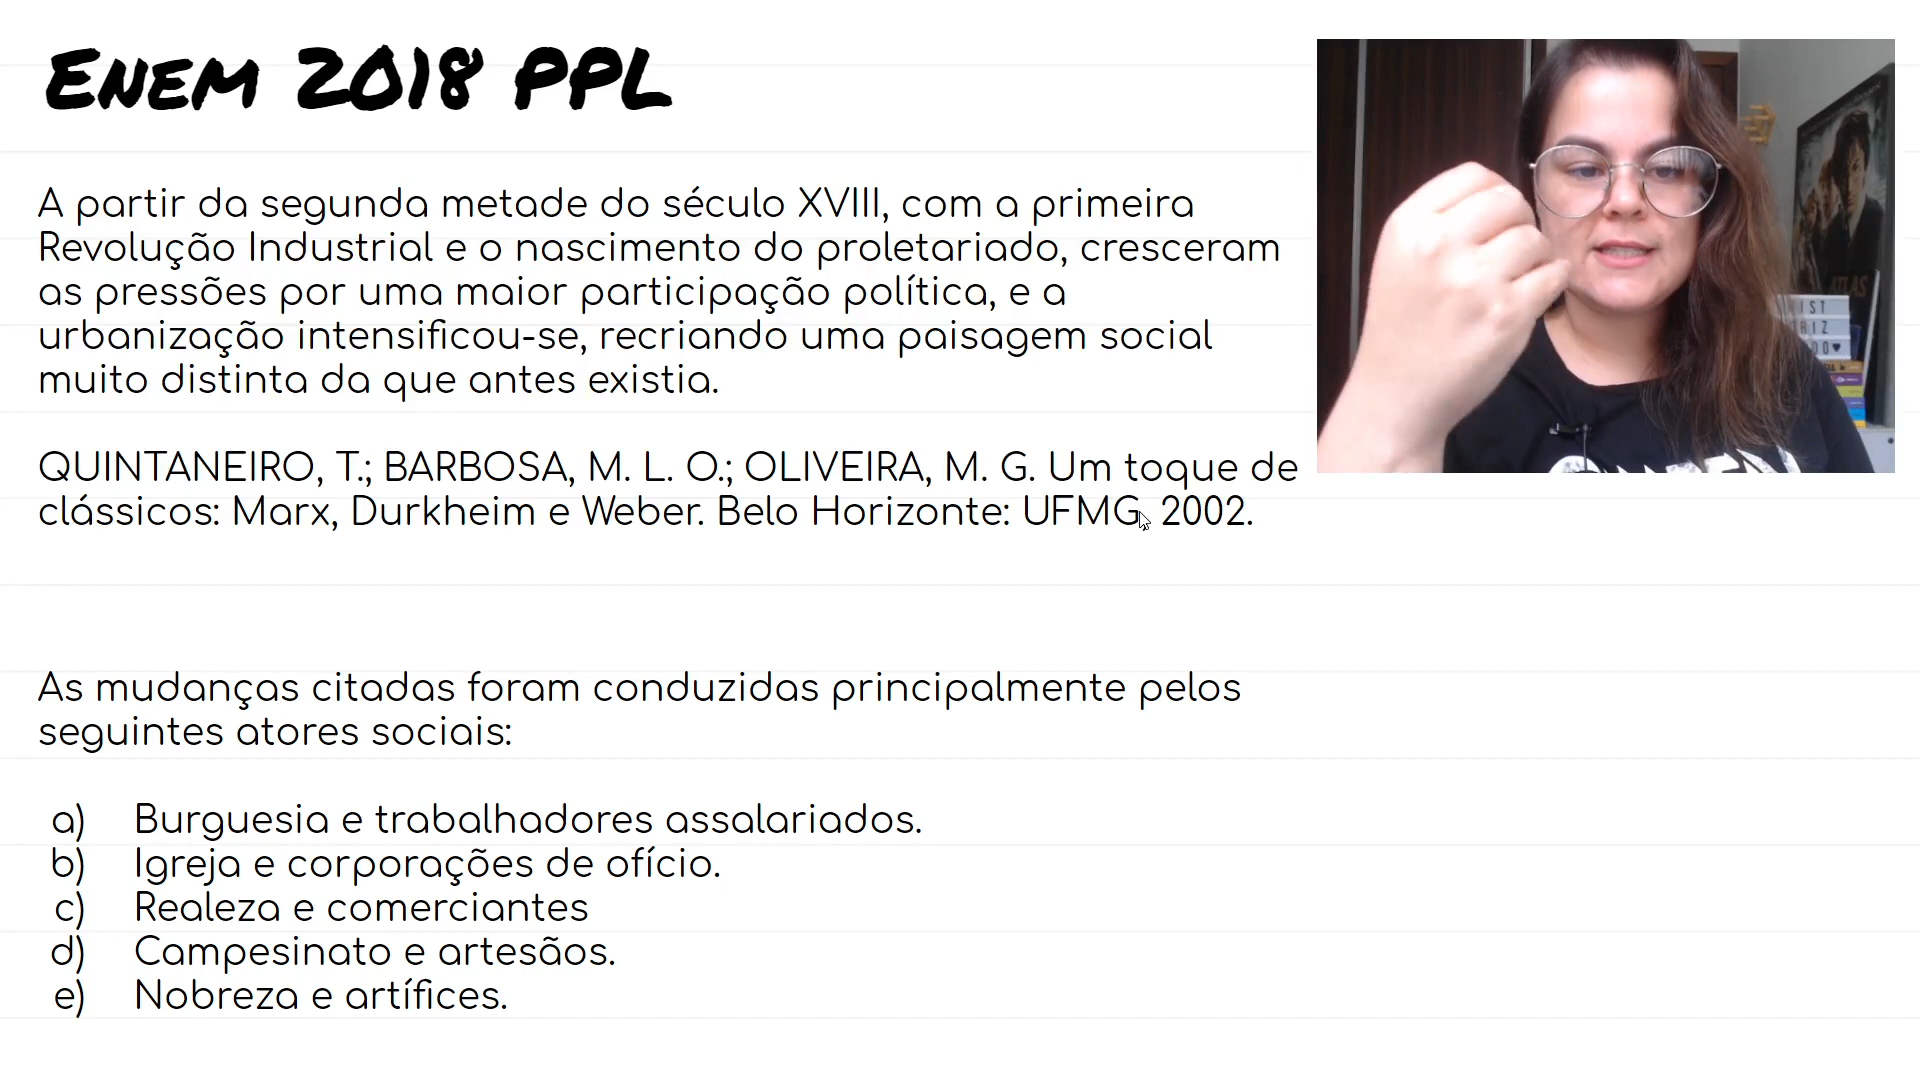 Enem 2018 PPL
A partir da segunda metade do século XVIII, com a primeira
Revolução Industrial e o nascimento do proletariado, cresceram
as pressões por uma maior participação política, e a
urbanização intensificou-se, recriando uma paisagem social
muito distinta da que antes existia.
QUINTANEIRO, T.; BARBOSA, M. L. O.; OLIVEIRA, M. G. Um toque de
clássicos: Marx, Durkheim e Weber. Belo Horizonte: UFMG, 2002.
As mudanças citadas foram conduzidas principalmente pelos
seguintes atores sociais:
a) Burguesia e trabalhadores assalariados.
b) Igreja e corporações de ofício.
c) Realeza e comerciantes
d) Campesinato e artesãos.
e) Nobreza e artífices.